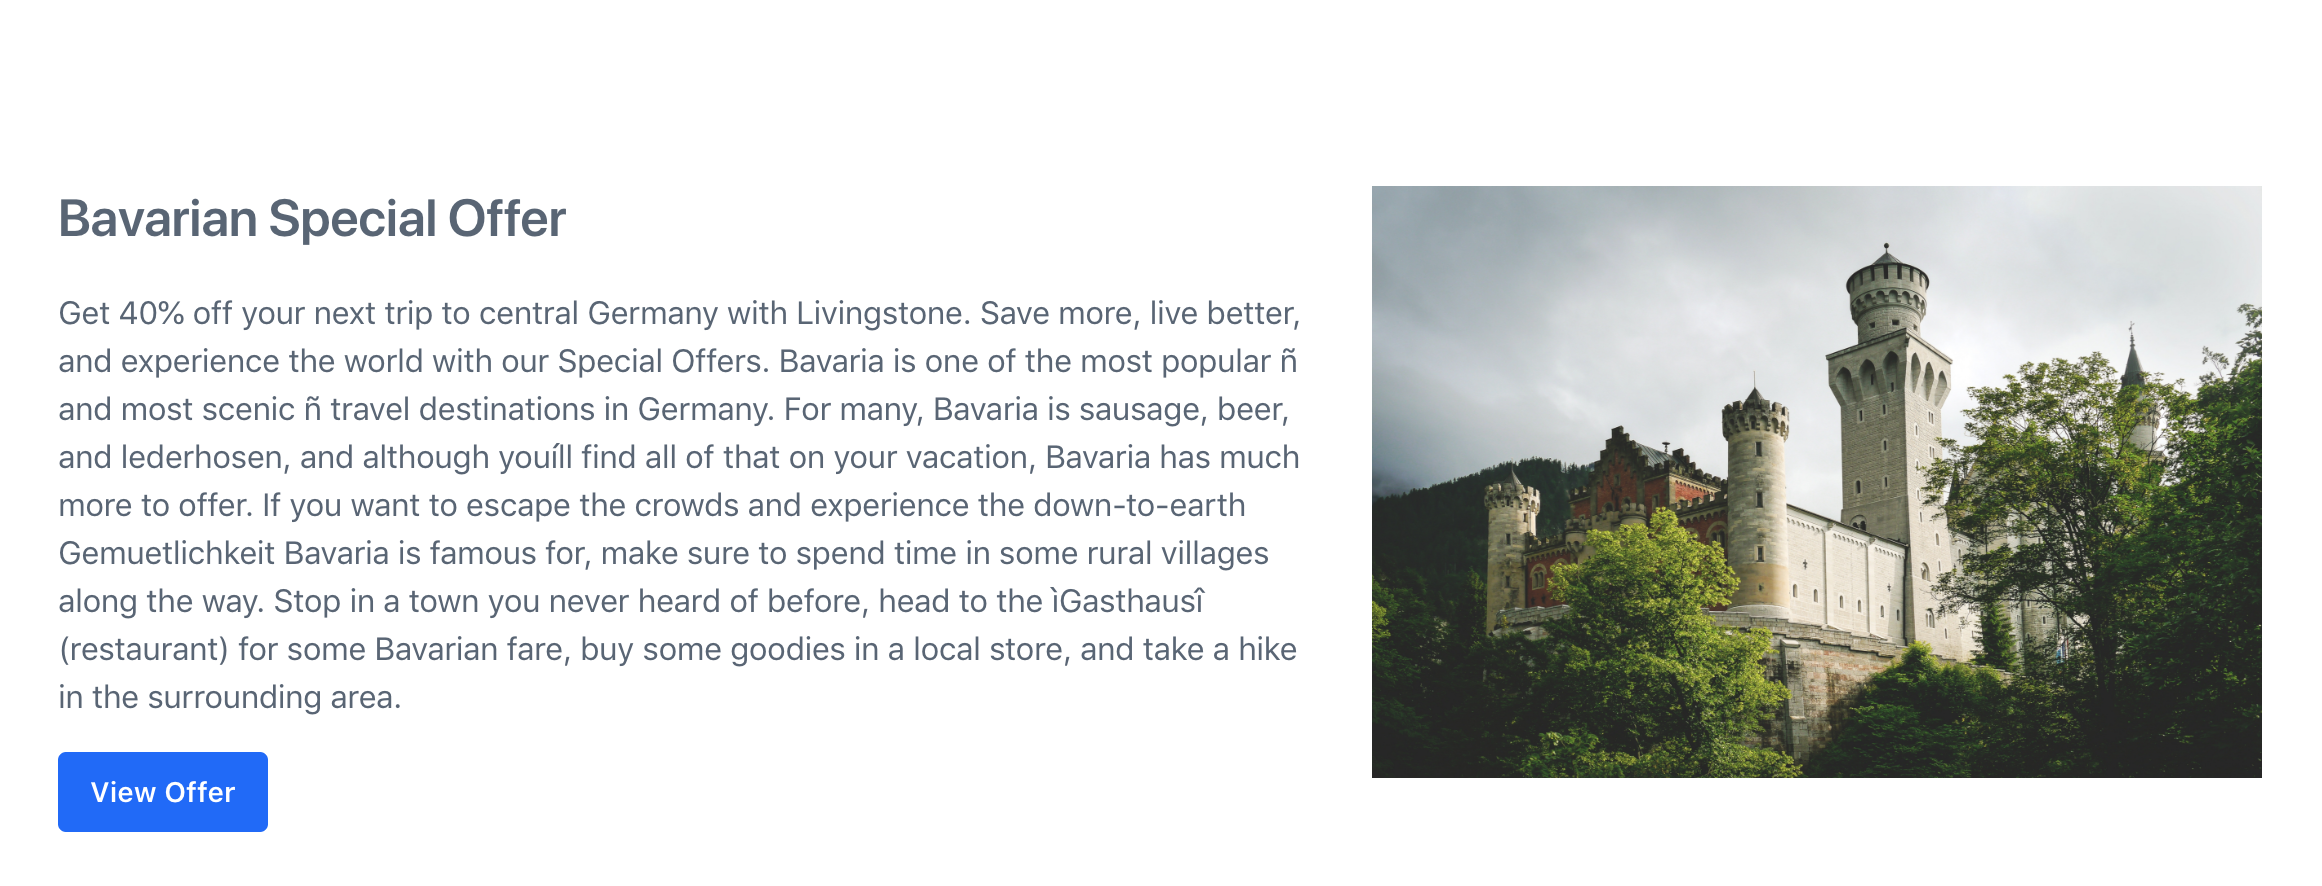 Bavarian Special Offer
Get 40% off your next trip to central Germany with Livingstone. Save more, live better,
and experience the world with our Special Offers. Bavaria is one of the most popular ñ
and most scenic ñ travel destinations in Germany. For many, Bavaria is sausage, beer,
and lederhosen, and although youíll find all of that on your vacation, Bavaria has much
more to offer. If you want to escape the crowds and experience the down-to-earth
Gemuetlichkeit Bavaria is famous for, make sure to spend time in some rural villages
along the way. Stop in a town you never heard of before, head to the ìGasthausî
(restaurant) for some Bavarian fare, buy some goodies in a local store, and take a hike
in the surrounding area.
View Offer